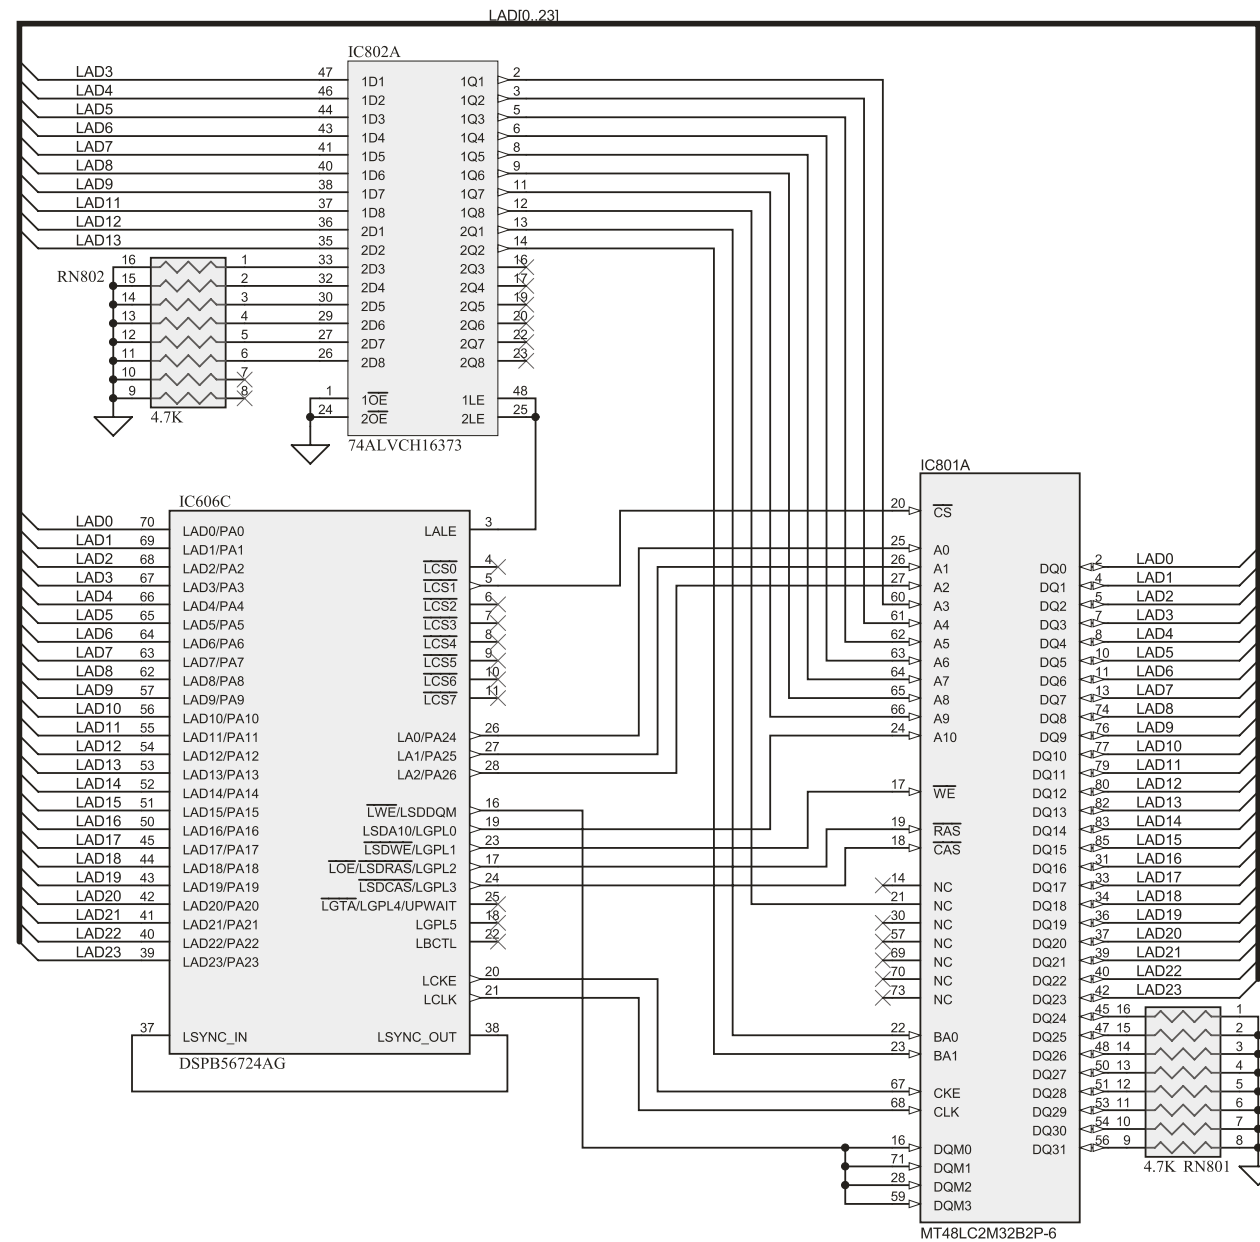 LAD[0..23]
IC802A
LAD3 47 1D1 1Q1 2
LAD4 46 1D2 1Q2 3
LAD5 44 1D3 1Q3 5
LAD6 43 1D4 1Q4 6
LAD7 41 1D5 1Q5 8
LAD8 40 1D6 1Q6 9
LAD9 38 1D7 1Q7 11
LAD11 37 1D8 1Q8 12
LAD12 36 2D1 2Q1 13
LAD13 35 2D2 2Q2 14
RN802
16 1 33 2D3 2Q3 16
15 2 32 2D4 2Q4 17
14 3 30 2D5 2Q5 19
13 4 29 2D6 2Q6 20
12 5 27 2D7 2Q7 22
11 6 26 2D8 2Q8 23
10 7
9 8 1 1OE 1LE 48
4.7K 24 2OE 2LE 25
74ALVCH16373
IC606C
LAD0 70 LAD0/PA0 LALE 3
LAD1 69 LAD1/PA1
LAD2 68 LAD2/PA2 LCS0 4
LAD3 67 LAD3/PA3 LCS1 5
LAD4 66 LAD4/PA4 LCS2 6
LAD5 65 LAD5/PA5 LCS3 7
LAD6 64 LAD6/PA6 LCS4 8
LAD7 63 LAD7/PA7 LCS5 9
LAD8 62 LAD8/PA8 LCS6 10
LAD9 57 LAD9/PA9 LCS7 11
LAD10 56 LAD10/PA10
LAD11 55 LAD11/PA11 LA0/PA24 26
LAD12 54 LAD12/PA12 LA1/PA25 27
LAD13 53 LAD13/PA13 LA2/PA26 28
LAD14 52 LAD14/PA14
LAD15 51 LAD15/PA15 LWE/LSDDQM 16
LAD16 50 LAD16/PA16 LSDA10/LGPL0 19
LAD17 45 LAD17/PA17 LSDWE/LGPL1 23
LAD18 44 LAD18/PA18 LOE/LSDRAS/LGPL2 17
LAD19 43 LAD19/PA19 LSDCAS/LGPL3 24
LAD20 42 LAD20/PA20 LGTA/LGPL4/UPWAIT 25
LAD21 41 LAD21/PA21 LGPL5 18
LAD22 40 LAD22/PA22 LBCTL 22
LAD23 39 LAD23/PA23
LCKE 20
LCLK 21
37 LSYNC_IN LSYNC_OUT 38
DSPB56724AG
IC801A
20 CS
25 A0
26 A1 DQ0 2 LAD0
27 A2 DQ1 4 LAD1
60 A3 DQ2 5 LAD2
61 A4 DQ3 7 LAD3
62 A5 DQ4 8 LAD4
63 A6 DQ5 10 LAD5
64 A7 DQ6 11 LAD6
65 A8 DQ7 13 LAD7
66 A9 DQ8 74 LAD8
24 A10 DQ9 76 LAD9
DQ10 77 LAD10
DQ11 79 LAD11
17 WE DQ12 80 LAD12
DQ13 82 LAD13
19 RAS DQ14 83 LAD14
18 CAS DQ15 85 LAD15
DQ16 31 LAD16
14 NC DQ17 33 LAD17
21 NC DQ18 34 LAD18
30 NC DQ19 36 LAD19
57 NC DQ20 37 LAD20
69 NC DQ21 39 LAD21
70 NC DQ22 40 LAD22
73 NC DQ23 42 LAD23
DQ24 45 16 1
22 BA0 DQ25 47 15 2
23 BA1 DQ26 48 14 3
DQ27 50 13 4
67 CKE DQ28 51 12 5
68 CLK DQ29 53 11 6
DQ30 54 10 7
16 DQM0 DQ31 56 9 8
71 DQM1 4.7K RN801
28 DQM2
59 DQM3
MT48LC2M32B2P-6